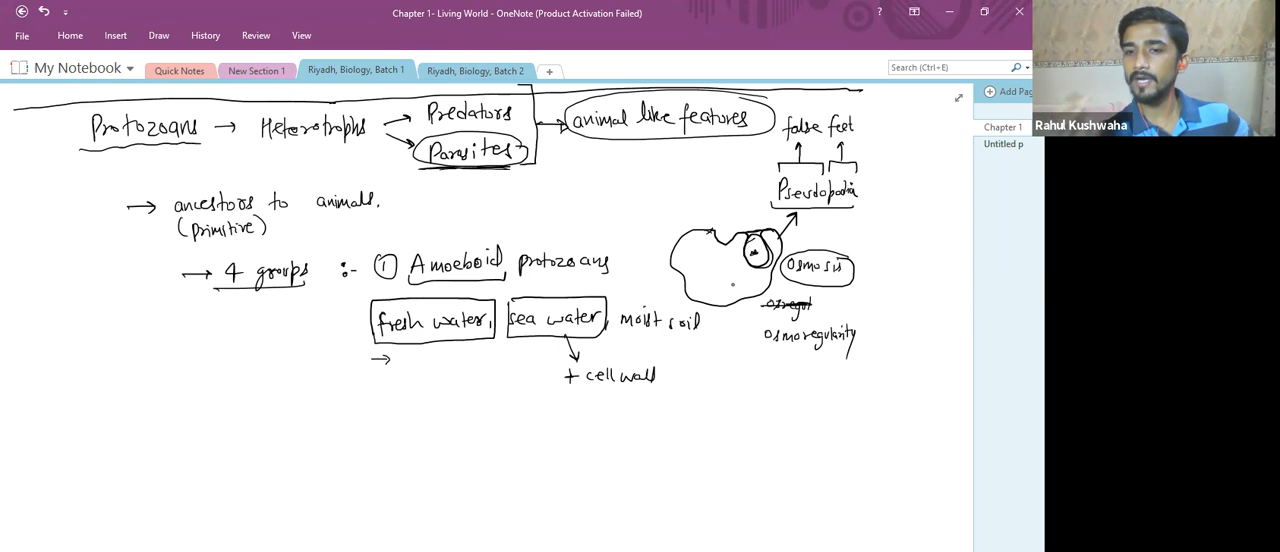 Chapter 1- Living World - OneNote (Product Activation Failed)
?
File Home Insert Draw History Review View
My Notebook
Quick Notes
New Section 1
Riyadh, Biology, Batch 1
Riyadh, Biology, Batch 2
+
Search (Ctrl+E)
Add Pag
Chapter 1
Untitled p
Rahul Kushwaha
Protozoans → Heterotrophs
Predators
Parasites
animal like features
false feet
Pseudopodia
→ ancestors to animals.
(primitive)
→ 4 groups :- ① Amoeboid protozoans
osmosis
fresh water, sea water, moist soil
osregul
osmoregularity
→
+ cell wall